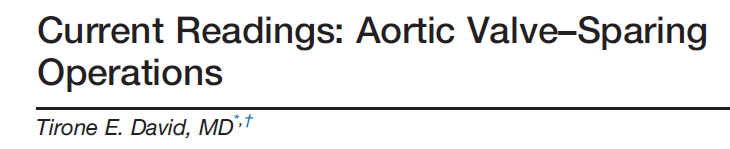 Current Readings: Aortic Valve–Sparing
Operations
Tirone E. David, MD*,†